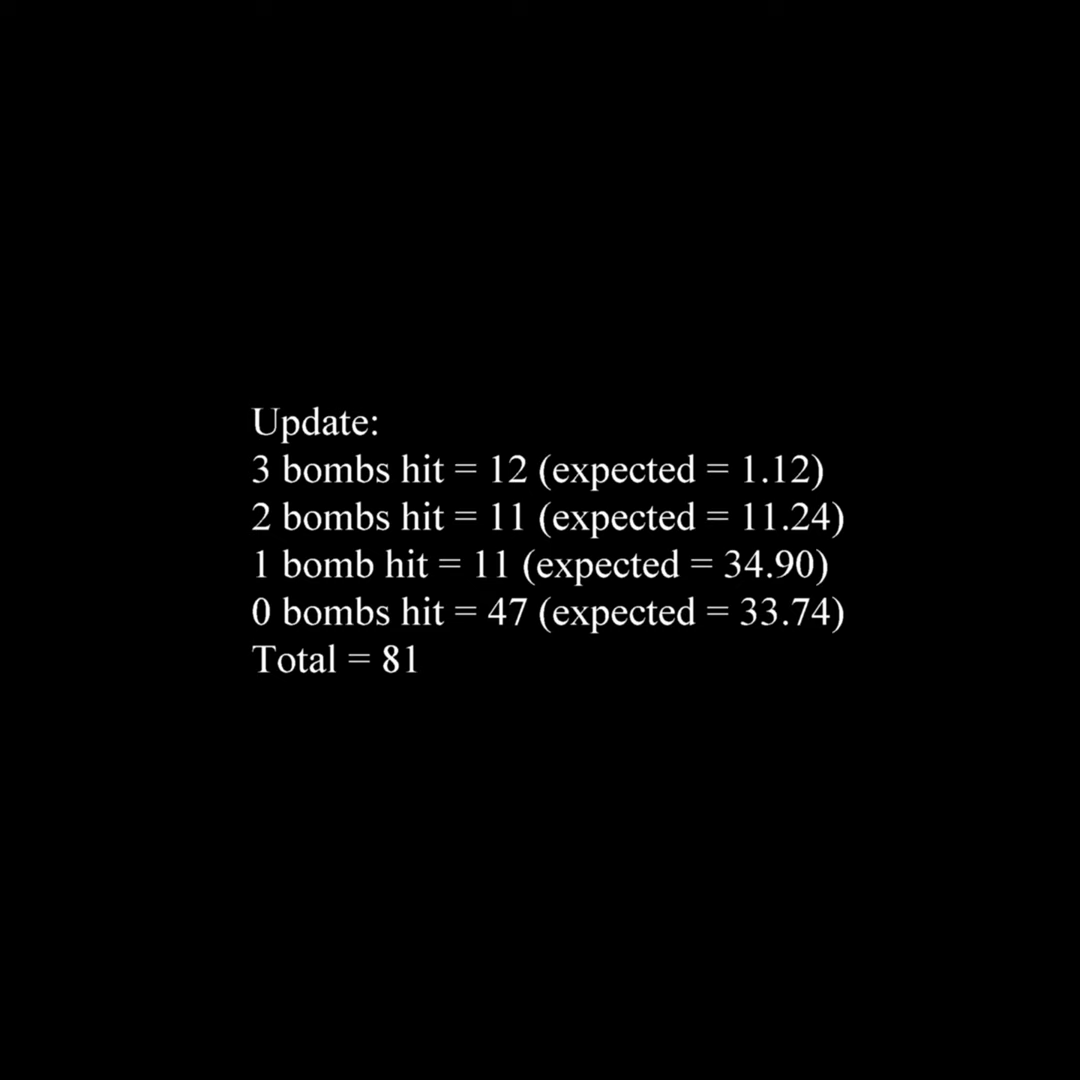 Update:
3 bombs hit = 12 (expected = 1.12)
2 bombs hit = 11 (expected = 11.24)
1 bomb hit = 11 (expected = 34.90)
0 bombs hit = 47 (expected = 33.74)
Total = 81